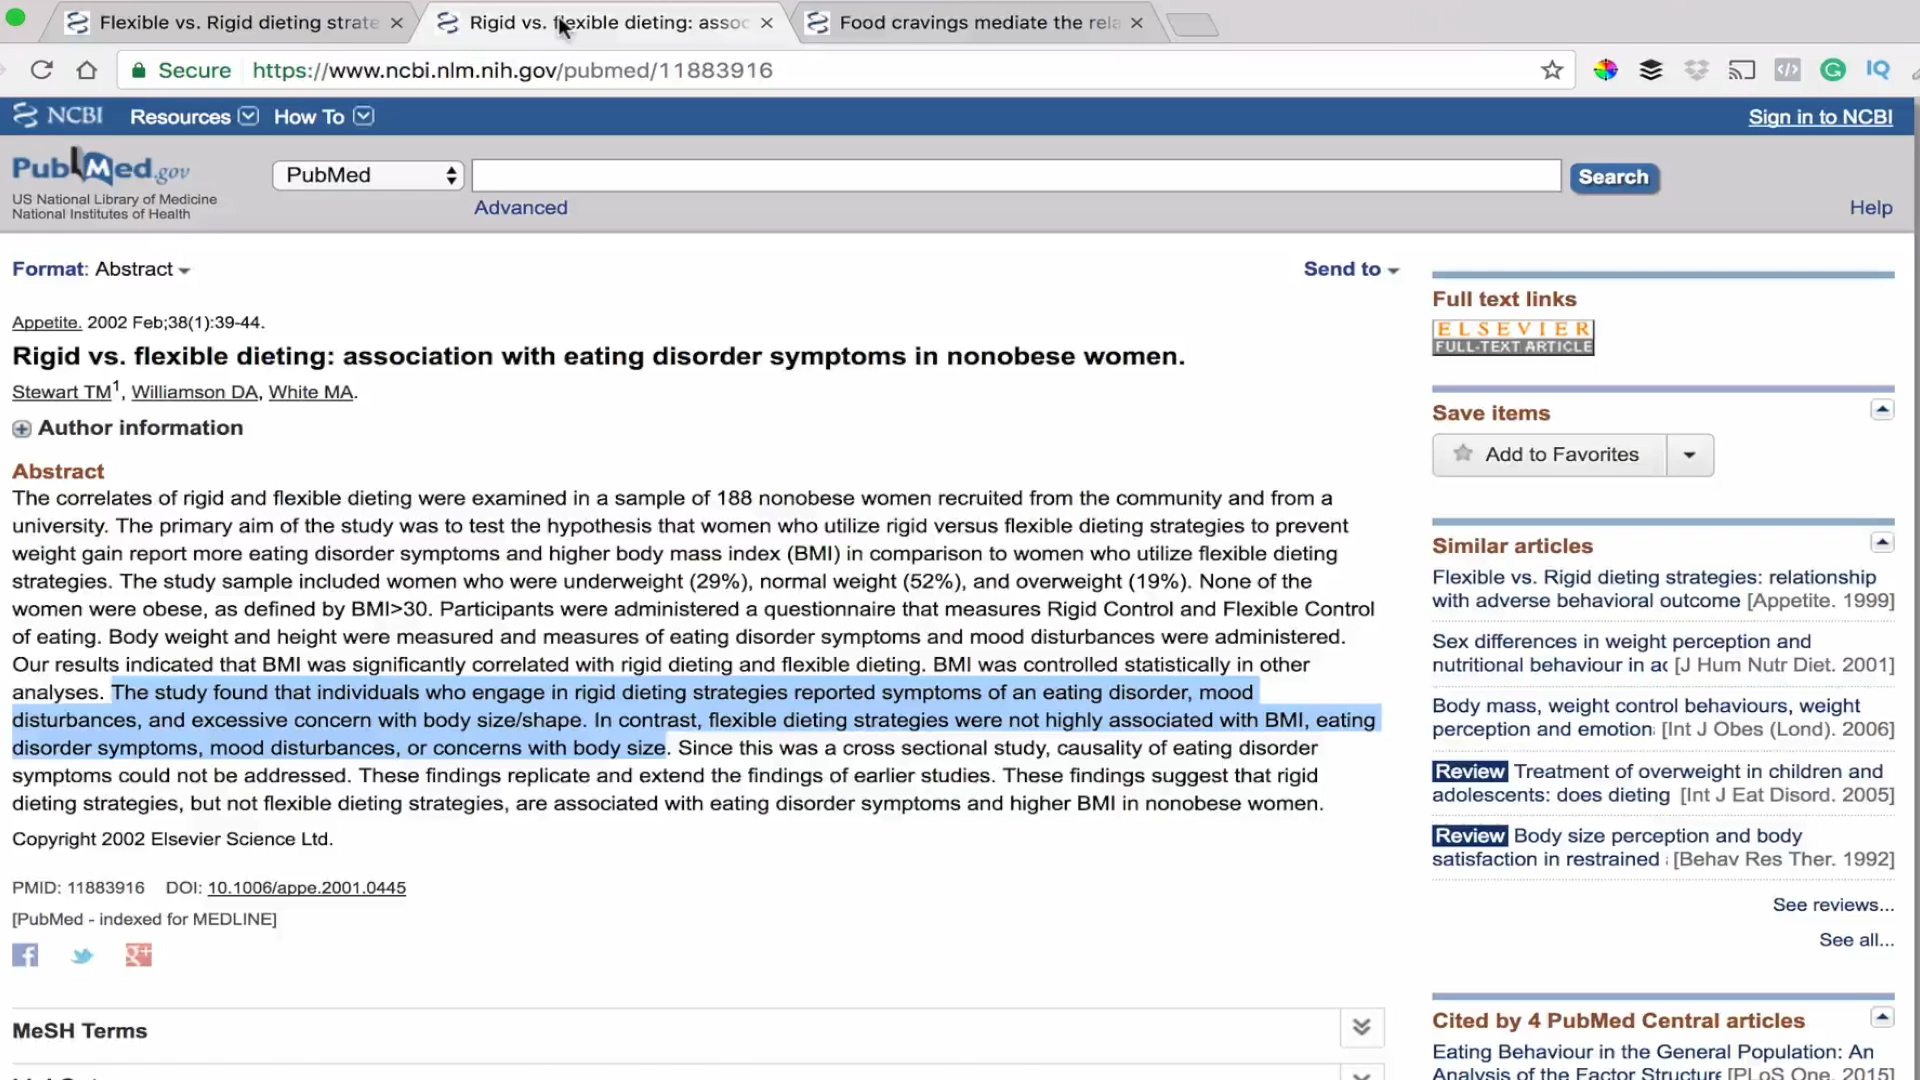 Flexible vs. Rigid dieting strate
Rigid vs. flexible dieting: assoc
Food cravings mediate the rela
Secure https://www.ncbi.nlm.nih.gov/pubmed/11883916
IQ
NCBI Resources How To Sign in to NCBI
PubMed.gov
US National Library of Medicine
National Institutes of Health
PubMed
Search
Advanced
Help
Format: Abstract
Send to
Appetite. 2002 Feb;38(1):39-44.
Rigid vs. flexible dieting: association with eating disorder symptoms in nonobese women.
Stewart TM1, Williamson DA, White MA.
Author information
Abstract
The correlates of rigid and flexible dieting were examined in a sample of 188 nonobese women recruited from the community and from a
university. The primary aim of the study was to test the hypothesis that women who utilize rigid versus flexible dieting strategies to prevent
weight gain report more eating disorder symptoms and higher body mass index (BMI) in comparison to women who utilize flexible dieting
strategies. The study sample included women who were underweight (29%), normal weight (52%), and overweight (19%). None of the
women were obese, as defined by BMI>30. Participants were administered a questionnaire that measures Rigid Control and Flexible Control
of eating. Body weight and height were measured and measures of eating disorder symptoms and mood disturbances were administered.
Our results indicated that BMI was significantly correlated with rigid dieting and flexible dieting. BMI was controlled statistically in other
analyses. The study found that individuals who engage in rigid dieting strategies reported symptoms of an eating disorder, mood
disturbances, and excessive concern with body size/shape. In contrast, flexible dieting strategies were not highly associated with BMI, eating
disorder symptoms, mood disturbances, or concerns with body size. Since this was a cross sectional study, causality of eating disorder
symptoms could not be addressed. These findings replicate and extend the findings of earlier studies. These findings suggest that rigid
dieting strategies, but not flexible dieting strategies, are associated with eating disorder symptoms and higher BMI in nonobese women.
Copyright 2002 Elsevier Science Ltd.
PMID: 11883916 DOI: 10.1006/appe.2001.0445
[PubMed - indexed for MEDLINE]
MeSH Terms
Full text links
ELSEVIER
FULL-TEXT ARTICLE
Save items
Add to Favorites
Similar articles
Flexible vs. Rigid dieting strategies: relationship
with adverse behavioral outcome [Appetite. 1999]
Sex differences in weight perception and
nutritional behaviour in ac [J Hum Nutr Diet. 2001]
Body mass, weight control behaviours, weight
perception and emotion [Int J Obes (Lond). 2006]
Review Treatment of overweight in children and
adolescents: does dieting [Int J Eat Disord. 2005]
Review Body size perception and body
satisfaction in restrained [Behav Res Ther. 1992]
See reviews...
See all...
Cited by 4 PubMed Central articles
Eating Behaviour in the General Population: An
Analysis of the Factor Structure [PLoS One. 2015]